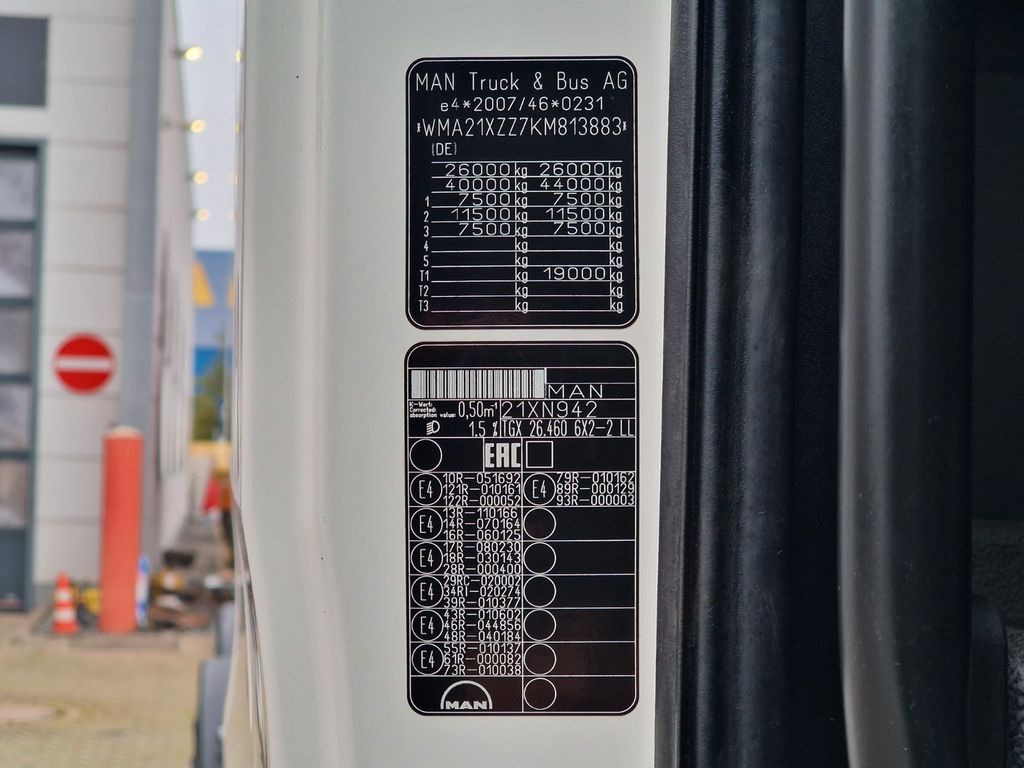 MAN Truck & Bus AG
e4*2007/46*0231
*WMA21XZZ7KM813883*
(DE)
26000 kg 26000 kg
40000 kg 44000 kg
1 7500 kg 7500 kg
2 11500 kg 11500 kg
3 7500 kg 7500 kg
4 kg kg
5 kg kg
T1 kg 19000 kg
T2 kg kg
T3 kg kg
MAN
K-Wert: Corrected absorption value: 0,50m⁻¹ 21XN942
1.5 % TGX 26.460 6X2-2 LL
EAC
E4 10R-051692
121R-010161
122R-000052
E4 79R-010162
89R-000129
93R-000003
E4 13R-110166
14R-070164
16R-060125
E4 17R-080230
18R-030143
28R-000400
E4 29RC-020002
34RI-020274
39R-010377
E4 43R-010602
46R-044856
48R-040184
E4 55R-010137
61R-000082
73R-010038
MAN